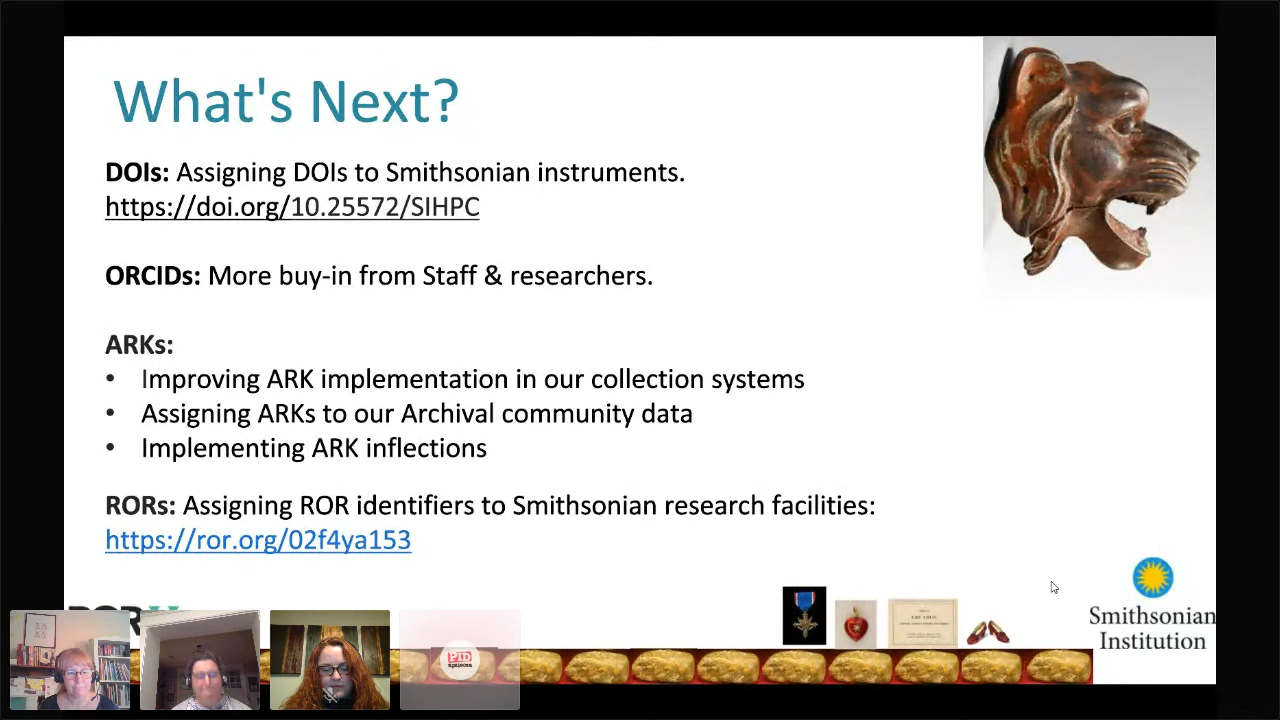 What's Next?
DOIs: Assigning DOIs to Smithsonian instruments.
https://doi.org/10.25572/SIHPC
ORCIDs: More buy-in from Staff & researchers.
ARKs:
• Improving ARK implementation in our collection systems
• Assigning ARKs to our Archival community data
• Implementing ARK inflections
RORs: Assigning ROR identifiers to Smithsonian research facilities:
https://ror.org/02f4ya153
Smithsonian
Institution
PID
apalooza